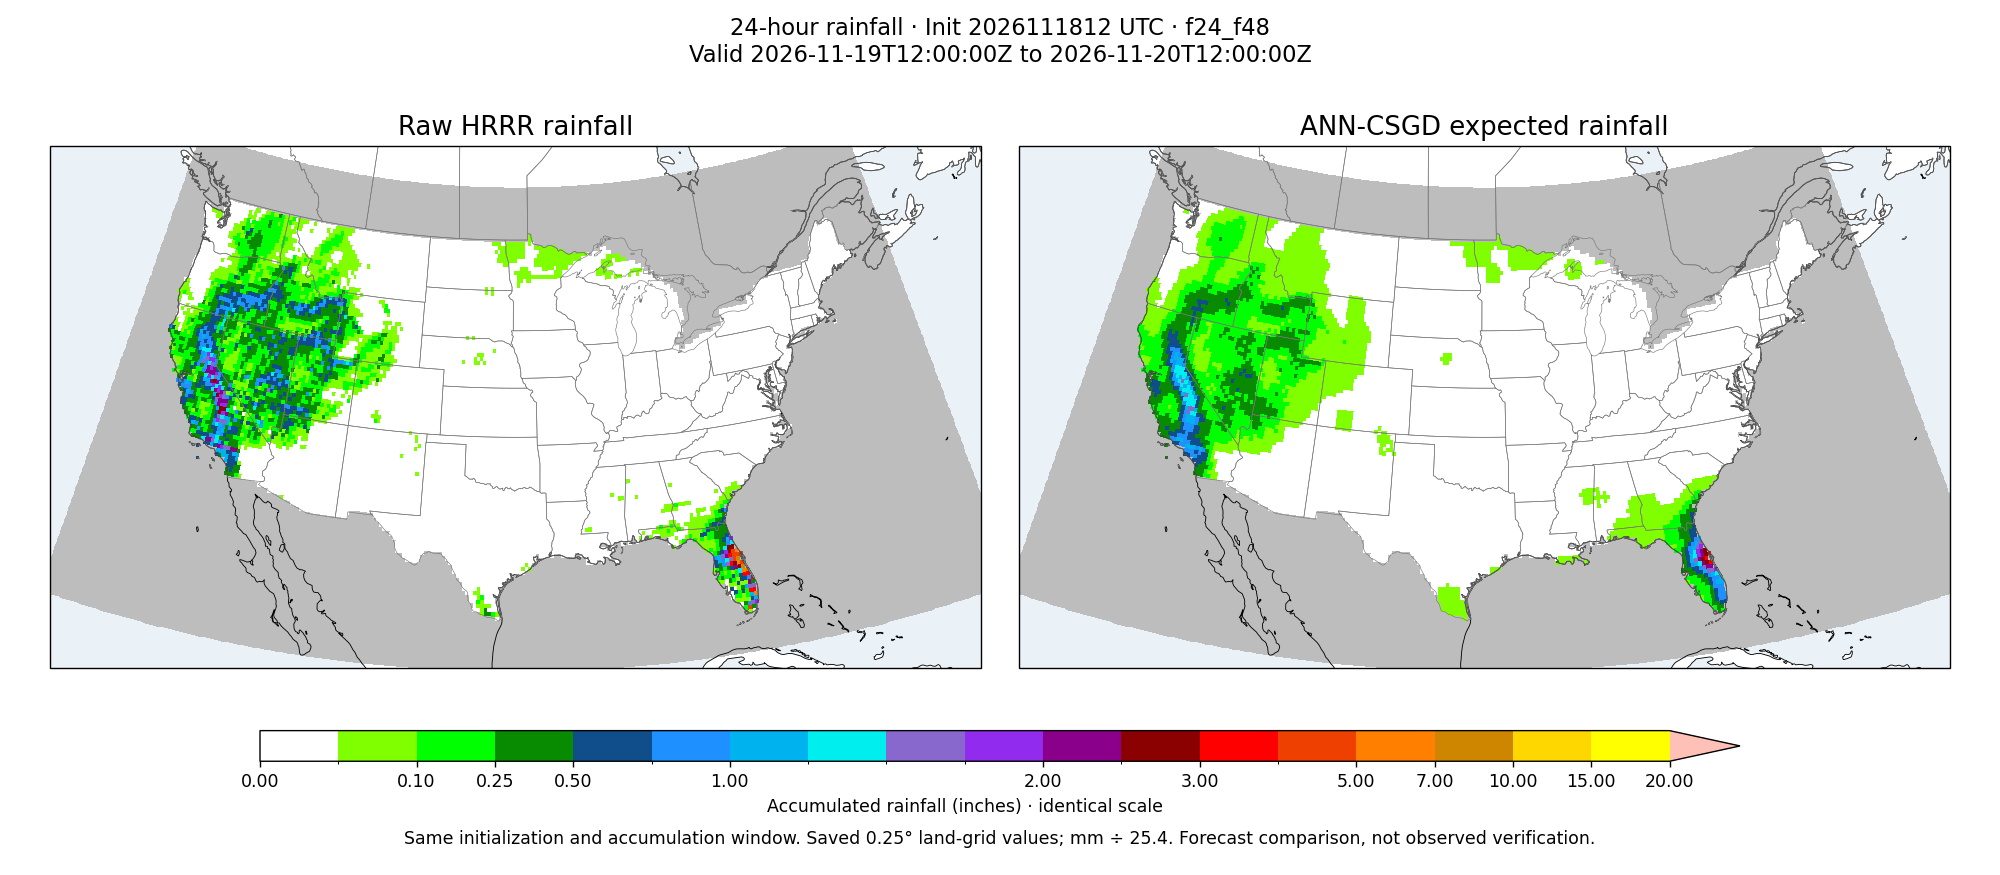 24-hour rainfall · Init 2026111812 UTC · f24_f48
Valid 2026-11-19T12:00:00Z to 2026-11-20T12:00:00Z
Raw HRRR rainfall
ANN-CSGD expected rainfall
0.00 0.10 0.25 0.50 1.00 2.00 3.00 5.00 7.00 10.00 15.00 20.00
Accumulated rainfall (inches) · identical scale
Same initialization and accumulation window. Saved 0.25° land-grid values; mm ÷ 25.4. Forecast comparison, not observed verification.